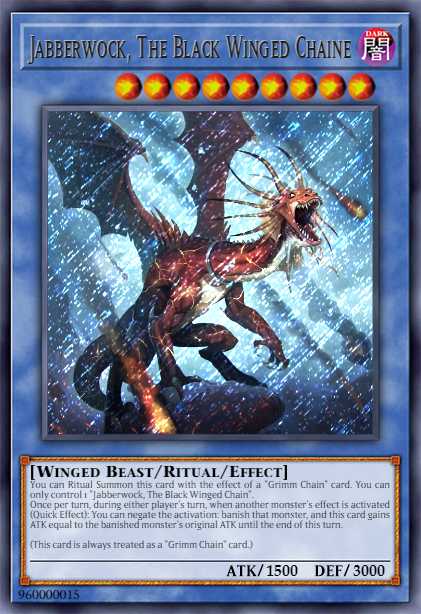 Jabberwock, The Black Winged Chaine
DARK
闇
[Winged Beast/Ritual/Effect]
You can Ritual Summon this card with the effect of a "Grimm Chain" card. You can
only control 1 "Jabberwock, The Black Winged Chain".
Once per turn, during either player's turn, when another monster's effect is activated
(Quick Effect): You can negate the activation: banish that monster, and this card gains
ATK equal to the banished monster's original ATK until the end of this turn.
(This card is always treated as a "Grimm Chain" card.)
ATK/1500 DEF/3000
960000015